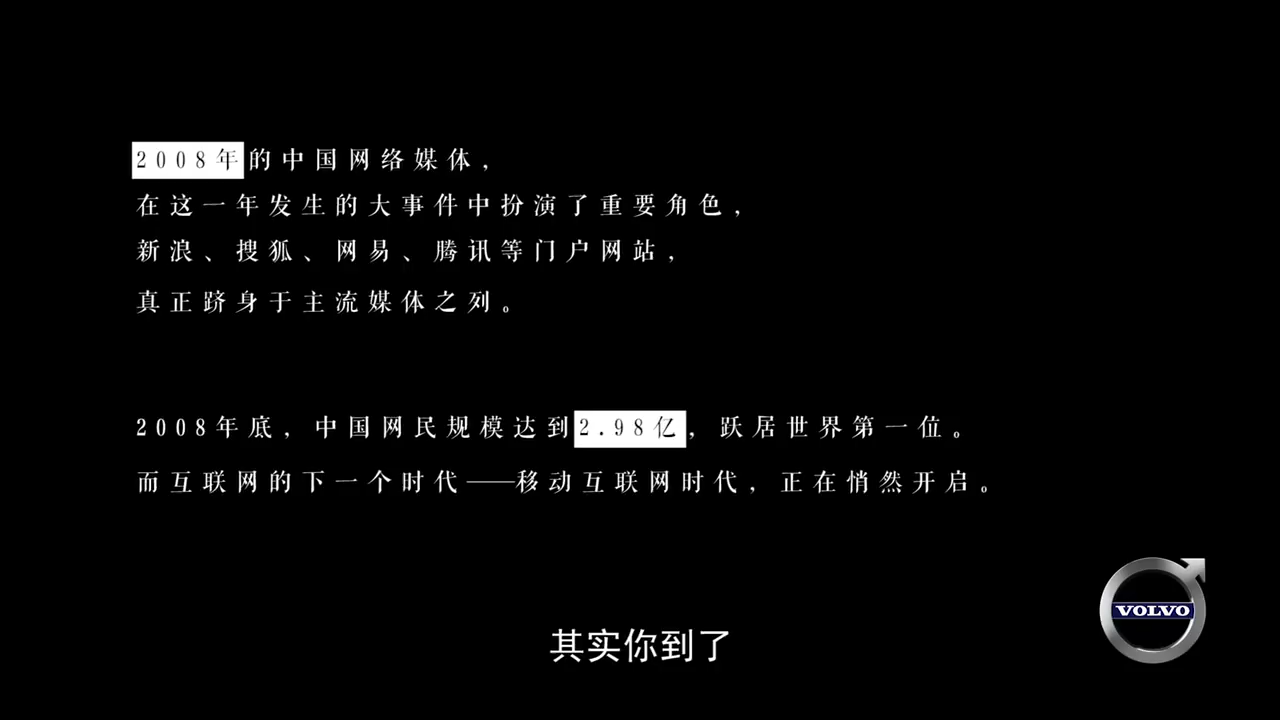 2008年的中国网络媒体，
在这一年发生的大事件中扮演了重要角色，
新浪、搜狐、网易、腾讯等门户网站，
真正跻身于主流媒体之列。
2008年底，中国网民规模达到2.98亿，跃居世界第一位。
而互联网的下一个时代——移动互联网时代，正在悄然开启。
VOLVO
其实你到了